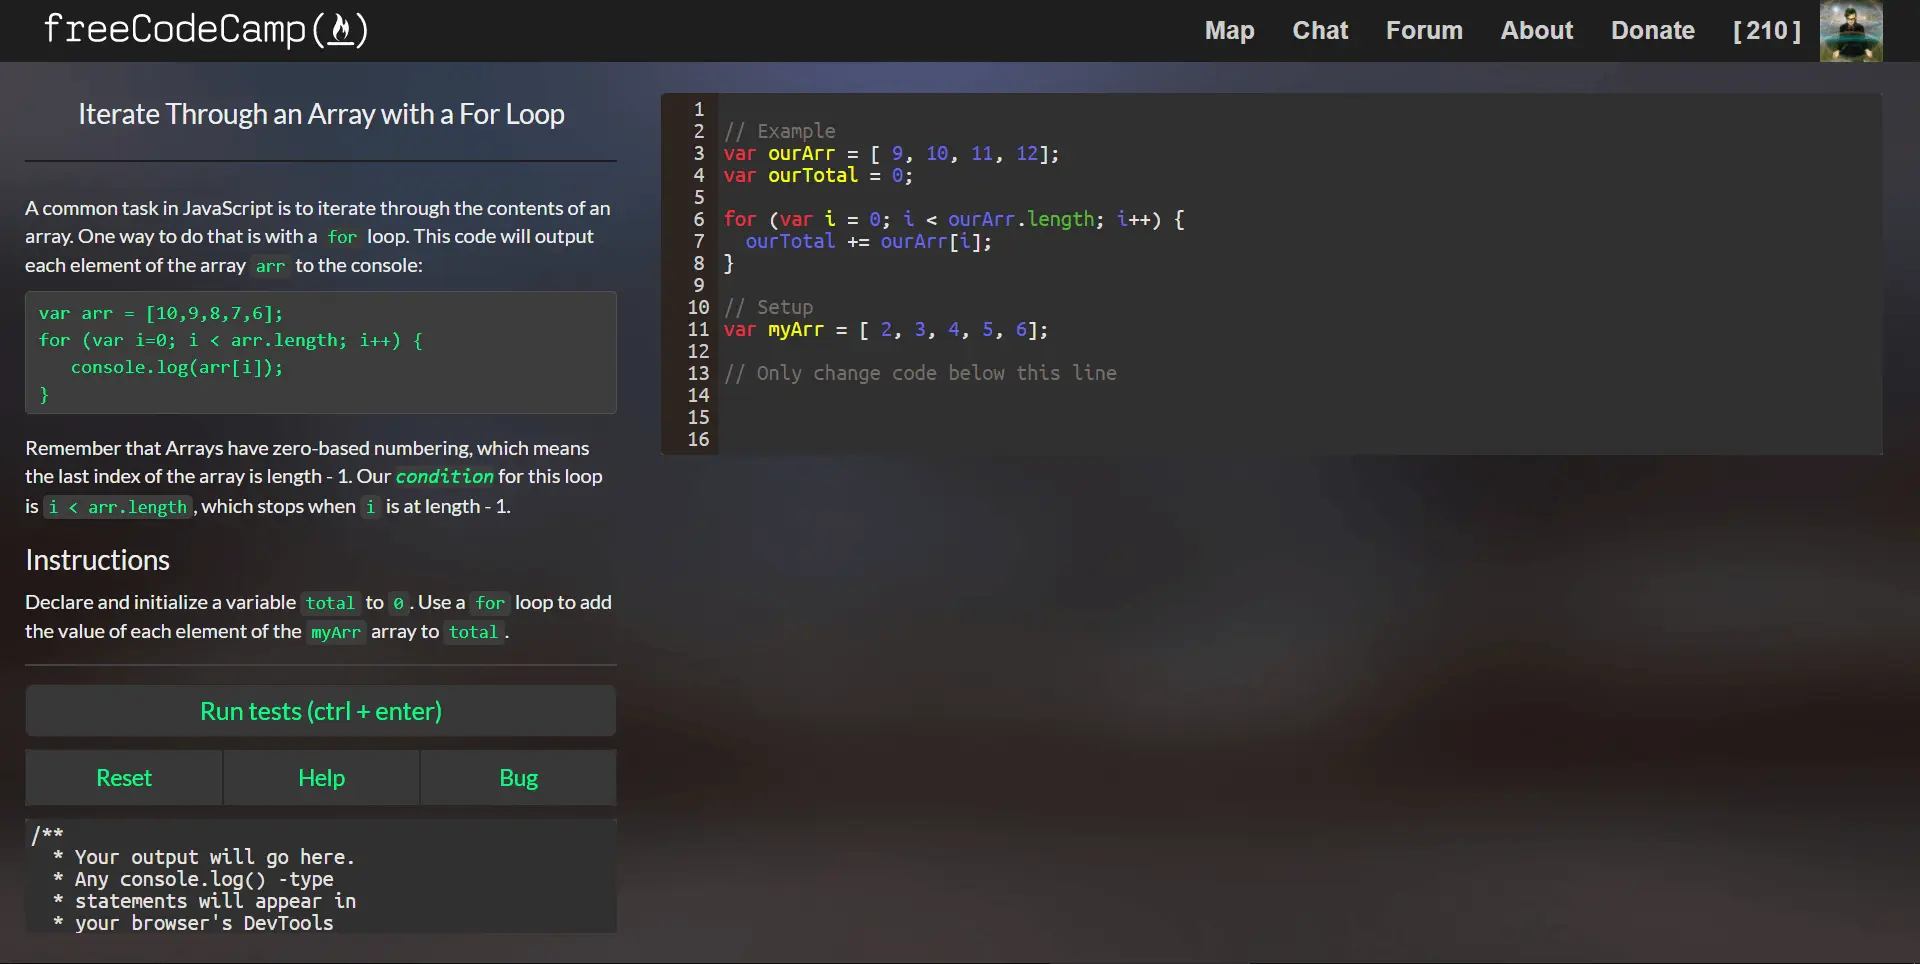 freeCodeCamp(🔥)
Map Chat Forum About Donate [ 210 ]
Iterate Through an Array with a For Loop
A common task in JavaScript is to iterate through the contents of an
array. One way to do that is with a for loop. This code will output
each element of the array arr to the console:
var arr = [10,9,8,7,6];
for (var i=0; i < arr.length; i++) {
   console.log(arr[i]);
}
Remember that Arrays have zero-based numbering, which means
the last index of the array is length - 1. Our condition for this loop
is i < arr.length, which stops when i is at length - 1.
Instructions
Declare and initialize a variable total to 0. Use a for loop to add
the value of each element of the myArr array to total.
Run tests (ctrl + enter)
Reset Help Bug
/**
  * Your output will go here.
  * Any console.log() -type
  * statements will appear in
  * your browser's DevTools
1
2 // Example
3 var ourArr = [ 9, 10, 11, 12];
4 var ourTotal = 0;
5
6 for (var i = 0; i < ourArr.length; i++) {
7   ourTotal += ourArr[i];
8 }
9
10 // Setup
11 var myArr = [ 2, 3, 4, 5, 6];
12
13 // Only change code below this line
14
15
16